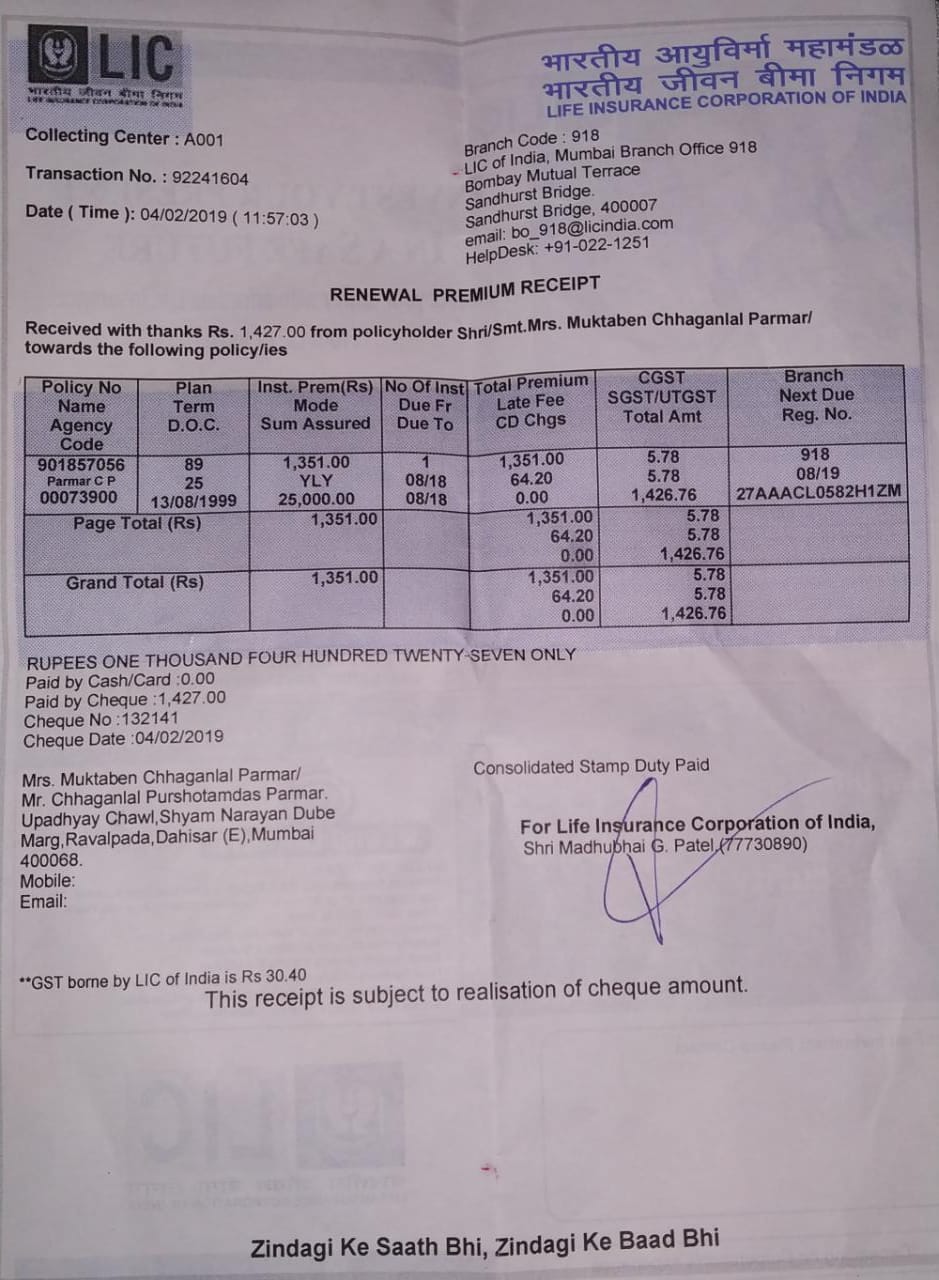 LIC
भारतीय जीवन बीमा निगम
LIFE INSURANCE CORPORATION OF INDIA
भारतीय आयुर्विमा महामंडळ
भारतीय जीवन बीमा निगम
LIFE INSURANCE CORPORATION OF INDIA
Collecting Center : A001
Transaction No. : 92241604
Date ( Time ): 04/02/2019 ( 11:57:03 )
Branch Code : 918
LIC of India, Mumbai Branch Office 918
Bombay Mutual Terrace
Sandhurst Bridge.
Sandhurst Bridge, 400007
email: bo_918@licindia.com
HelpDesk: +91-022-1251
RENEWAL PREMIUM RECEIPT
Received with thanks Rs. 1,427.00 from policyholder Shri/Smt.Mrs. Muktaben Chhaganlal Parmar/
towards the following policy/ies
Policy No Plan Inst. Prem(Rs) No Of Inst Total Premium CGST Branch
Name Term Mode Due Fr Late Fee SGST/UTGST Next Due
Agency D.O.C. Sum Assured Due To CD Chgs Total Amt Reg. No.
Code
901857056 89 1,351.00 1 1,351.00 5.78 918
Parmar C P 25 YLY 08/18 64.20 5.78 08/19
00073900 13/08/1999 25,000.00 08/18 0.00 1,426.76 27AAACL0582H1ZM
Page Total (Rs) 1,351.00 1,351.00 5.78
64.20 5.78
0.00 1,426.76
Grand Total (Rs) 1,351.00 1,351.00 5.78
64.20 5.78
0.00 1,426.76
RUPEES ONE THOUSAND FOUR HUNDRED TWENTY-SEVEN ONLY
Paid by Cash/Card :0.00
Paid by Cheque :1,427.00
Cheque No :132141
Cheque Date :04/02/2019
Mrs. Muktaben Chhaganlal Parmar/
Mr. Chhaganlal Purshotamdas Parmar.
Upadhyay Chawl,Shyam Narayan Dube
Marg,Ravalpada,Dahisar (E),Mumbai
400068.
Mobile:
Email:
Consolidated Stamp Duty Paid
For Life Insurance Corporation of India,
Shri Madhubhai G. Patel,(77730890)
**GST borne by LIC of India is Rs 30.40
This receipt is subject to realisation of cheque amount.
Zindagi Ke Saath Bhi, Zindagi Ke Baad Bhi